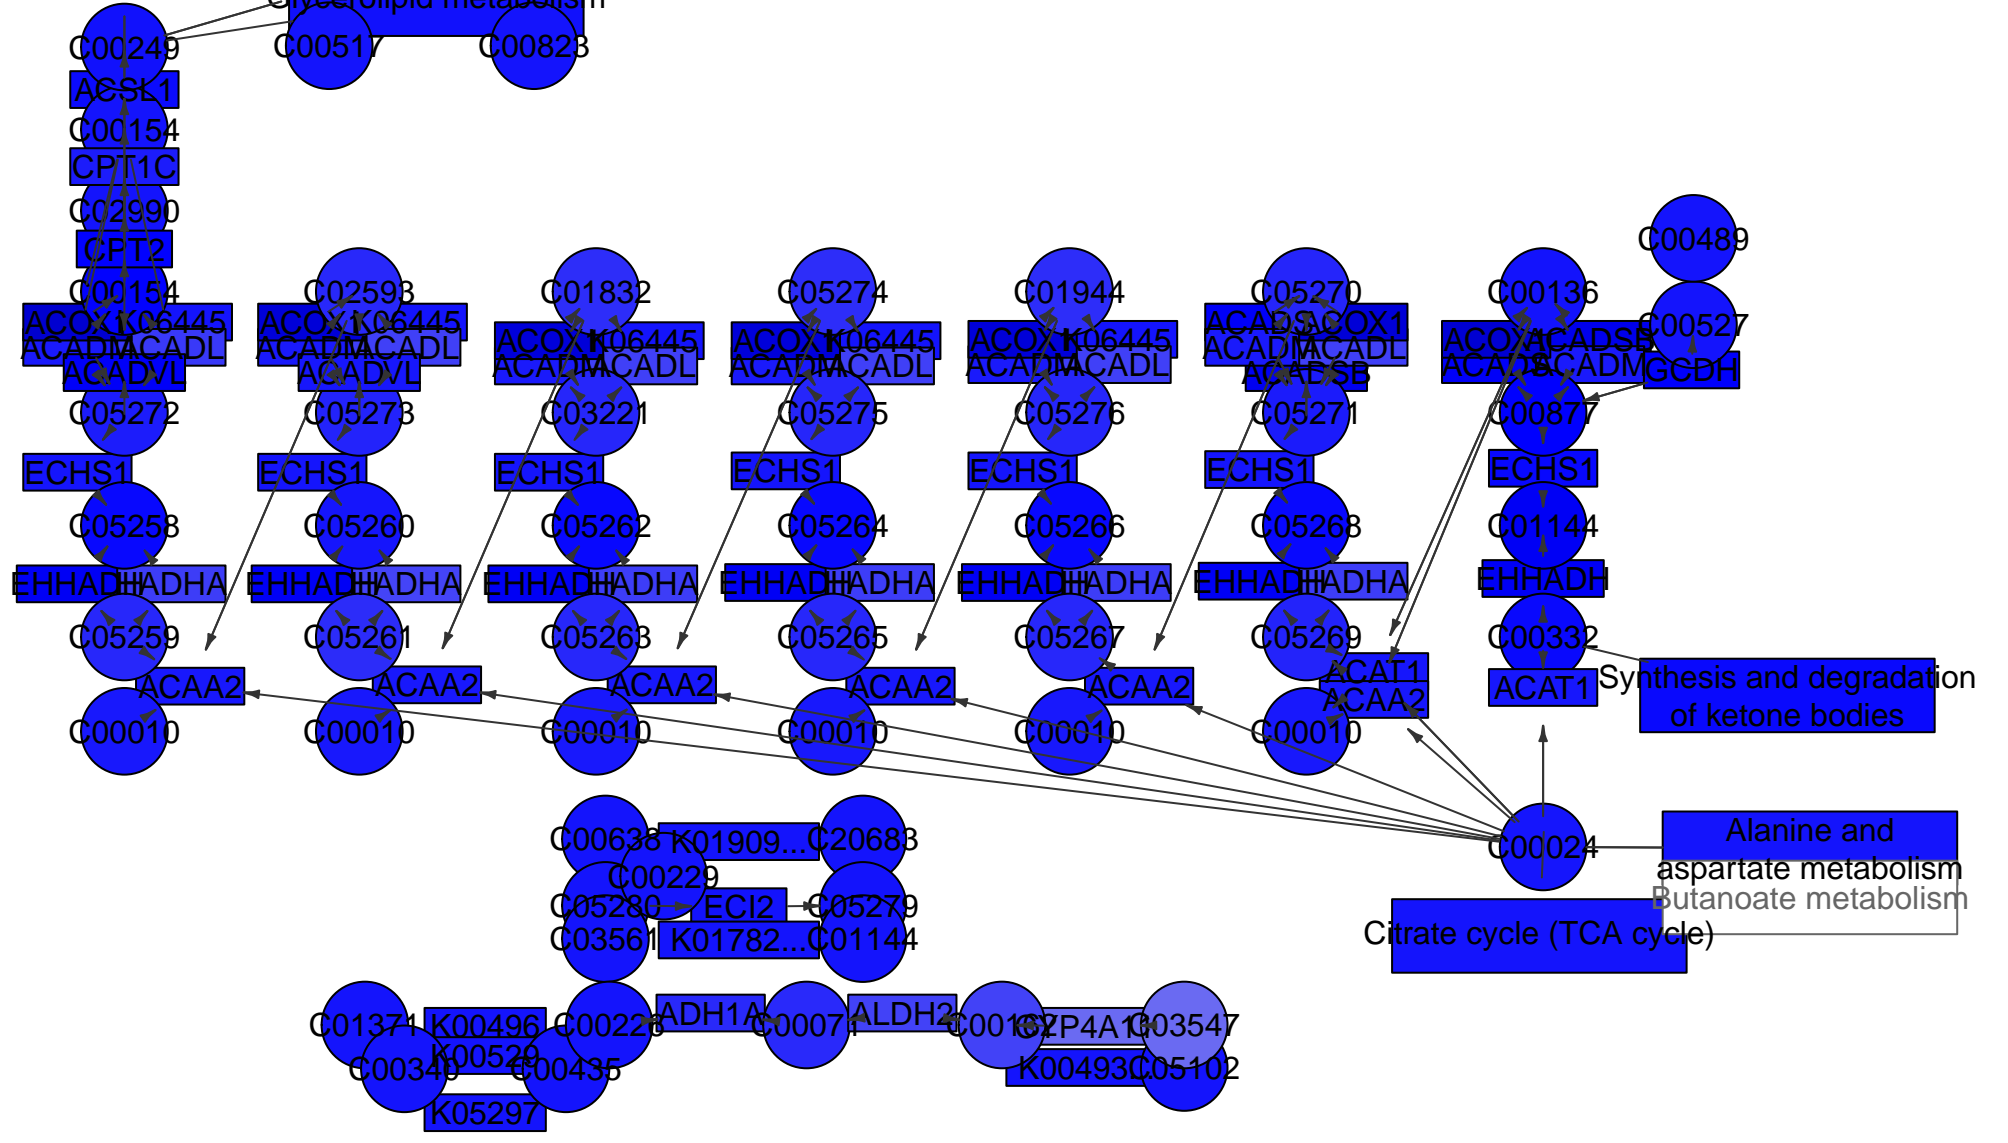 Glycerolipid metabolism
C00249
C00517
C00823
ACSL1
C00154
CPT1C
C02990
CPT2
C00489
C00154
C02593
C01832
C05274
C01944
C05270
C00136
C00527
ACOX1
K06445
ACOX1
K06445
ACOX1
K06445
ACOX1
K06445
ACOX1
K06445
ACADS
ACOX1
ACOX1
ACADSB
ACADM
ACADL
ACADM
ACADL
ACADM
ACADL
ACADM
ACADL
ACADM
ACADL
ACADM
ACADL
ACADS
ACADM
GCDH
ACADVL
ACADVL
ACADSB
C05272
C05273
C03221
C05275
C05276
C05271
C00877
ECHS1
ECHS1
ECHS1
ECHS1
ECHS1
ECHS1
ECHS1
C05258
C05260
C05262
C05264
C05266
C05268
C01144
EHHADH
HADHA
EHHADH
HADHA
EHHADH
HADHA
EHHADH
HADHA
EHHADH
HADHA
EHHADH
HADHA
EHHADH
C05259
C05261
C05263
C05265
C05267
C05269
C00332
ACAA2
ACAA2
ACAA2
ACAA2
ACAA2
ACAT1
ACAA2
ACAT1
Synthesis and degradation
of ketone bodies
C00010
C00010
C00010
C00010
C00010
C00010
C00638
K01909...
C20683
C00229
C00024
Alanine and
aspartate metabolism
Butanoate metabolism
C05280
ECI2
C05279
Citrate cycle (TCA cycle)
C03561
K01782...
C01144
C01371
K00496
C00226
ADH1A
C00071
ALDH2
C00162
C03547
K00529
C00340
C00435
K00493...
C05102
K05297